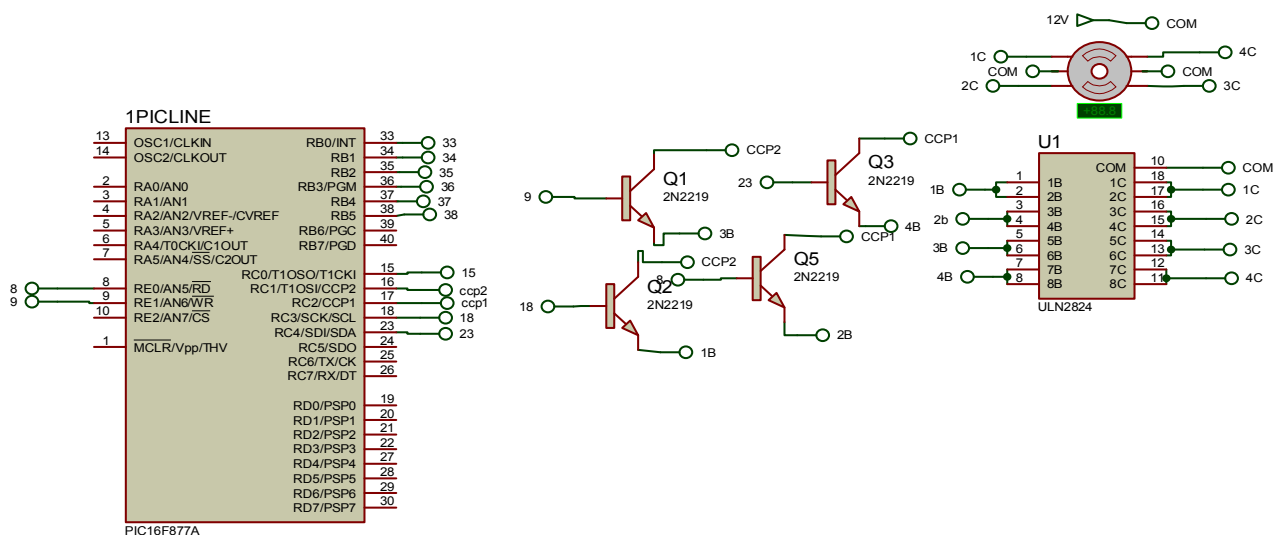 12V
COM
1C
4C
COM
COM
2C
3C
+88.8
1PICLINE
13 OSC1/CLKIN RB0/INT 33 33
14 OSC2/CLKOUT RB1 34 34
RB2 35 35
2 RA0/AN0 RB3/PGM 36 36
3 RA1/AN1 RB4 37 37
4 RA2/AN2/VREF-/CVREF RB5 38 38
5 RA3/AN3/VREF+ RB6/PGC 39
6 RA4/T0CKI/C1OUT RB7/PGD 40
7 RA5/AN4/SS/C2OUT
RC0/T1OSO/T1CKI 15 15
8 8 RE0/AN5/RD RC1/T1OSI/CCP2 16 ccp2
9 9 RE1/AN6/WR RC2/CCP1 17 ccp1
10 RE2/AN7/CS RC3/SCK/SCL 18 18
RC4/SDI/SDA 23 23
1 MCLR/Vpp/THV RC5/SDO 24
RC6/TX/CK 25
RC7/RX/DT 26
RD0/PSP0 19
RD1/PSP1 20
RD2/PSP2 21
RD3/PSP3 22
RD4/PSP4 27
RD5/PSP5 28
RD6/PSP6 29
RD7/PSP7 30
PIC16F877A
CCP2
9
Q1
2N2219
3B
CCP1
23
Q3
2N2219
4B
CCP2
18
Q2
2N2219
1B
CCP1
8
Q5
2N2219
2B
U1
COM 10 COM
1B 1 1B 1C 18 1C
2 2B 2C 17
2b 3 3B 3C 16 2C
4 4B 4C 15
3B 5 5B 5C 14 3C
6 6B 6C 13
4B 7 7B 7C 12 4C
8 8B 8C 11
ULN2824